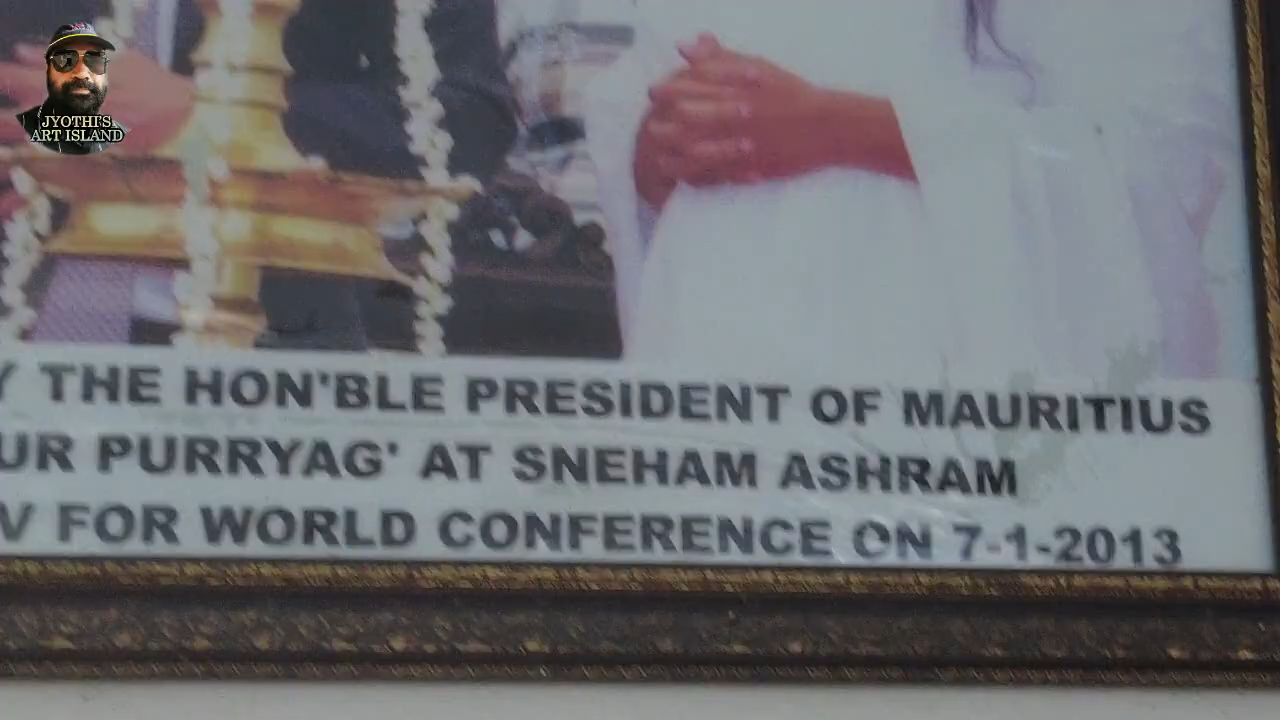 JYOTHI'S
ART ISLAND
THE HON'BLE PRESIDENT OF MAURITIUS
PURRYAG' AT SNEHAM ASHRAM
FOR WORLD CONFERENCE ON 7-1-2013